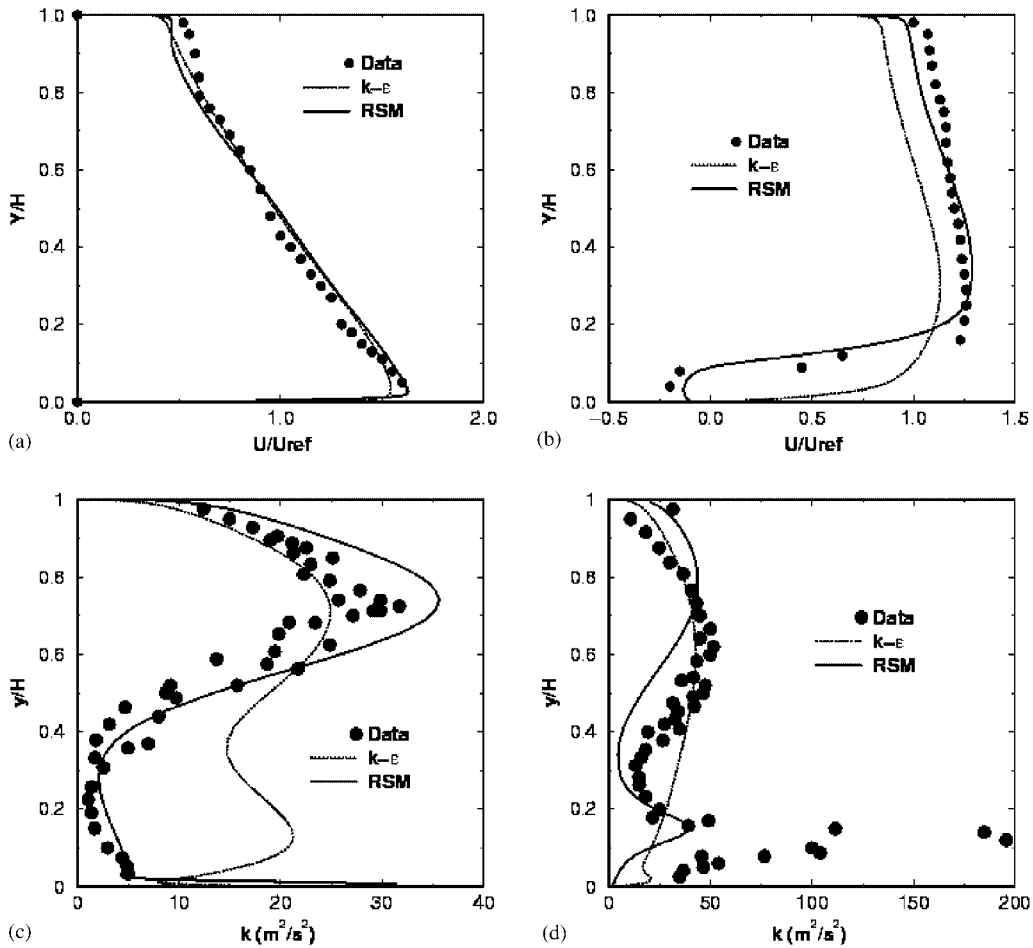 1.0
0.8
0.6
0.4
0.2
0.0
Y/H
Data
k–ε
RSM
0.0
1.0
2.0
(a)
U/Uref
1.0
0.8
0.6
0.4
0.2
0.0
Y/H
Data
k–ε
RSM
−0.5
0.0
0.5
1.0
1.5
(b)
U/Uref
1
0.8
0.6
0.4
0.2
0
y/H
Data
k–ε
RSM
0
10
20
30
40
(c)
k (m²/s²)
1
0.8
0.6
0.4
0.2
0
y/H
Data
k–ε
RSM
0
50
100
150
200
(d)
k (m²/s²)